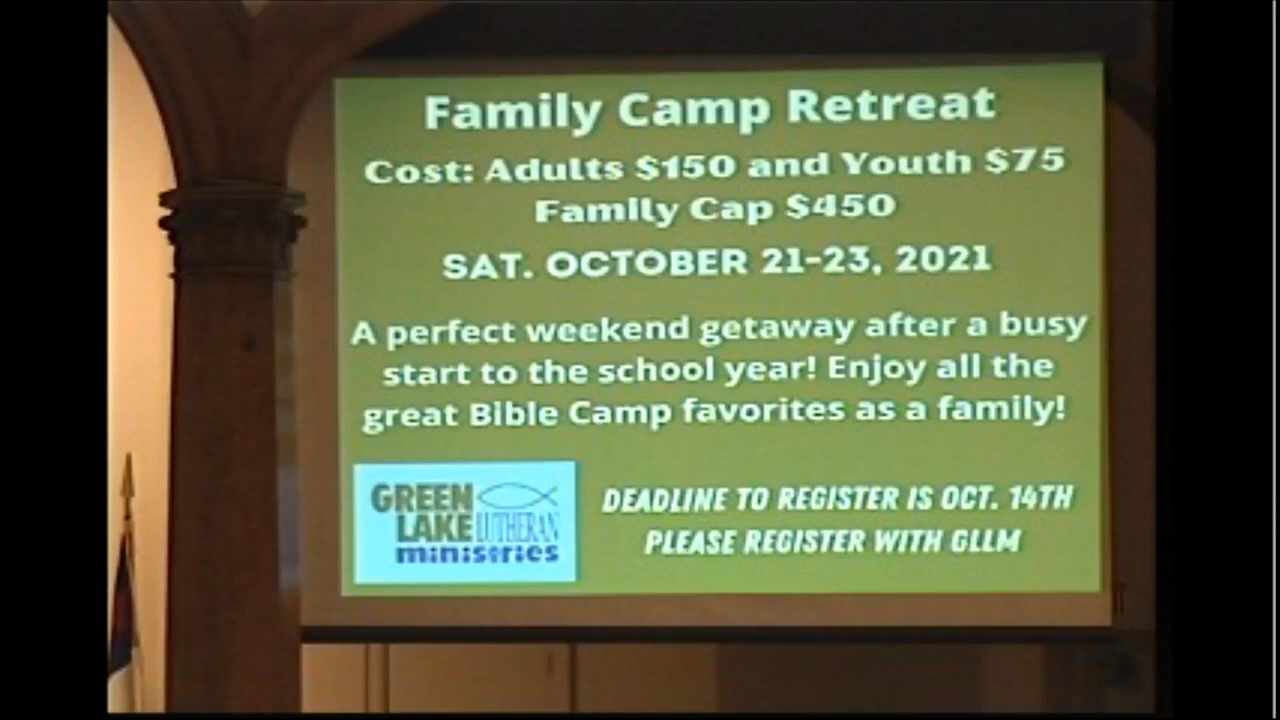 Family Camp Retreat
Cost: Adults $150 and Youth $75
Family Cap $450
SAT. OCTOBER 21-23, 2021
A perfect weekend getaway after a busy
start to the school year! Enjoy all the
great Bible Camp favorites as a family!
GREEN
LAKE LUTHERAN
ministries
DEADLINE TO REGISTER IS OCT. 14TH
PLEASE REGISTER WITH GLLM